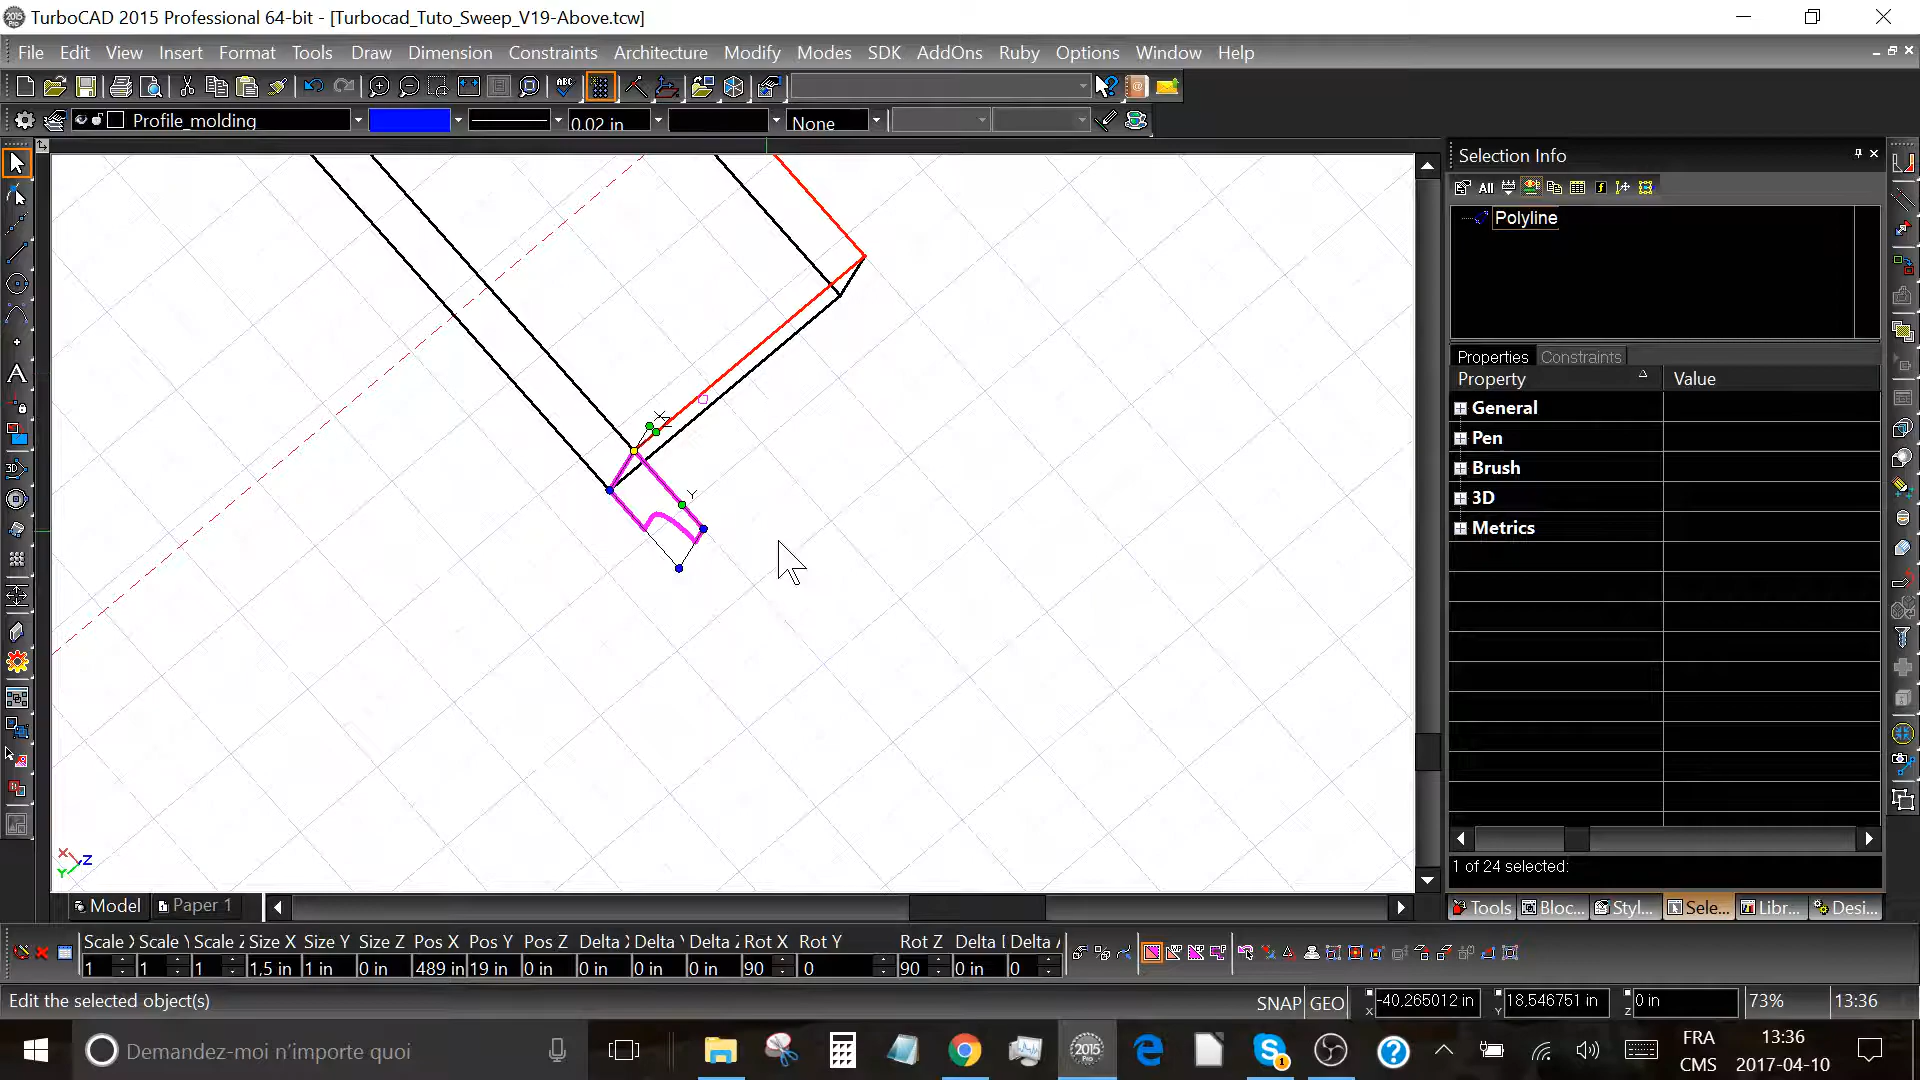 TurboCAD 2015 Professional 64-bit - [Turbocad_Tuto_Sweep_V19-Above.tcw]
File Edit View Insert Format Tools Draw Dimension Constraints Architecture Modify Modes SDK AddOns Ruby Options Window Help
Profile_molding
0.02 in
None
Selection Info
All
Polyline
Properties Constraints
Property Value
General
Pen
Brush
3D
Metrics
X
Z
Y
X Z
Y
1 of 24 selected:
Model Paper 1
Tools Bloc... Styl... Sele... Libr... Desi...
Scale X Scale Y Scale Z Size X Size Y Size Z Pos X Pos Y Pos Z Delta X Delta Y Delta Z Rot X Rot Y Rot Z Delta Delta A
1 1 1 1,5 in 1 in 0 in 489 in 19 in 0 in 0 in 0 in 0 in 90 0 90 0 in 0
Edit the selected object(s)
SNAP GEO X -40,265012 in Y 18,546751 in Z 0 in 73% 13:36
Demandez-moi n'importe quoi
2015
1
FRA
CMS
13:36
2017-04-10